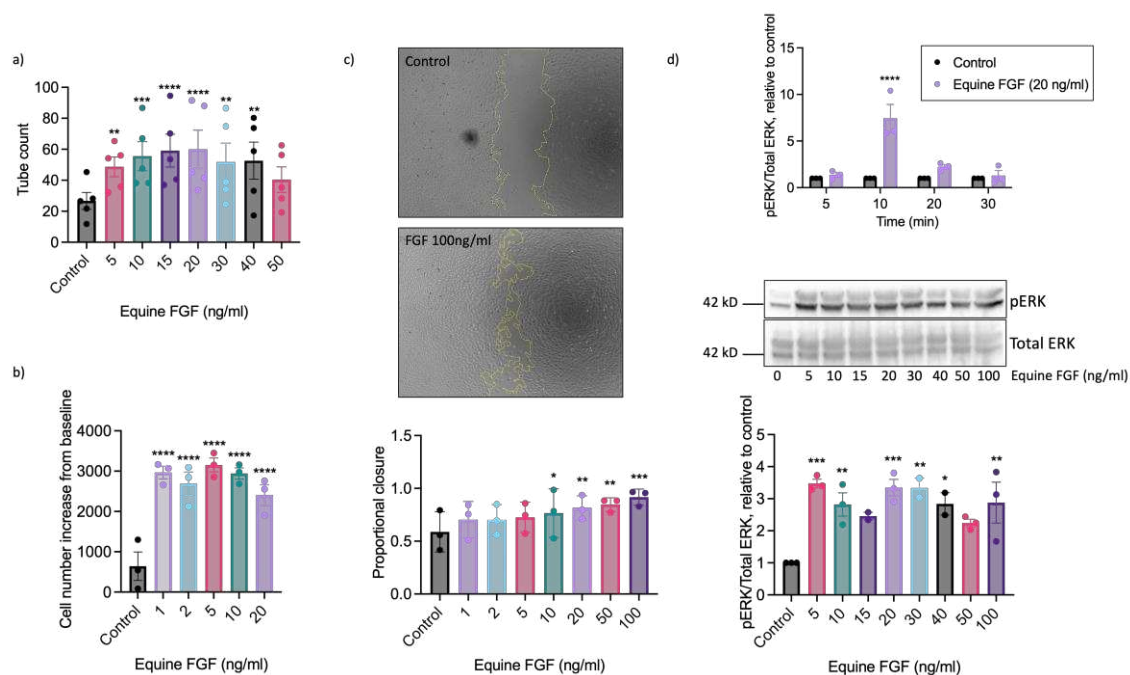 a)
Tube count
100
80
60
40
20
0
** *** **** **** ** **
Control 5 10 15 20 30 40 50
Equine FGF (ng/ml)
b)
Cell number increase from baseline
4000
3000
2000
1000
0
**** **** **** **** ****
Control 1 2 5 10 20
Equine FGF (ng/ml)
c)
Control
FGF 100ng/ml
Proportional closure
1.5
1.0
0.5
0.0
* ** ** ***
Control 1 2 5 10 20 50 100
Equine FGF (ng/ml)
d)
pERK/Total ERK, relative to control
15
10
5
0
****
Control
Equine FGF (20 ng/ml)
5 10 20 30
Time (min)
42 kD
pERK
42 kD
Total ERK
0 5 10 15 20 30 40 50 100 Equine FGF (ng/ml)
pERK/Total ERK, relative to control
5
4
3
2
1
0
*** ** *** ** * **
Control 5 10 15 20 30 40 50 100
Equine FGF (ng/ml)